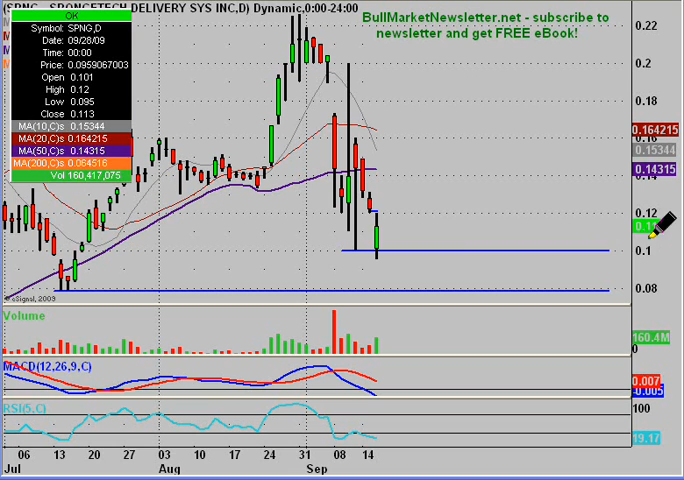 (SPNG - SPONGETECH DELIVERY SYS INC,D) Dynamic,0:00-24:00
BullMarketNewsletter.net - subscribe to
newsletter and get FREE eBook!
OK
Symbol: SPNG,D
Date: 09/28/09
Time: 00:00
Price: 0.0959067003
Open 0.101
High 0.12
Low 0.095
Close 0.113
MA(10,C)s 0.15344
MA(20,C)s 0.164215
MA(50,C)s 0.14315
MA(200,C)s 0.064516
Vol 160,417,075
0.22
0.2
0.18
0.164215
0.15344
0.14315
0.12
0.1
0.08
© eSignal, 2009
Volume
160.4M
0
MACD(12,26,9,C)
0.007
-0.005
RSI(5,C)
100
19.17
06 13 20 27 03 10 17 24 31 08 14
Jul Aug Sep